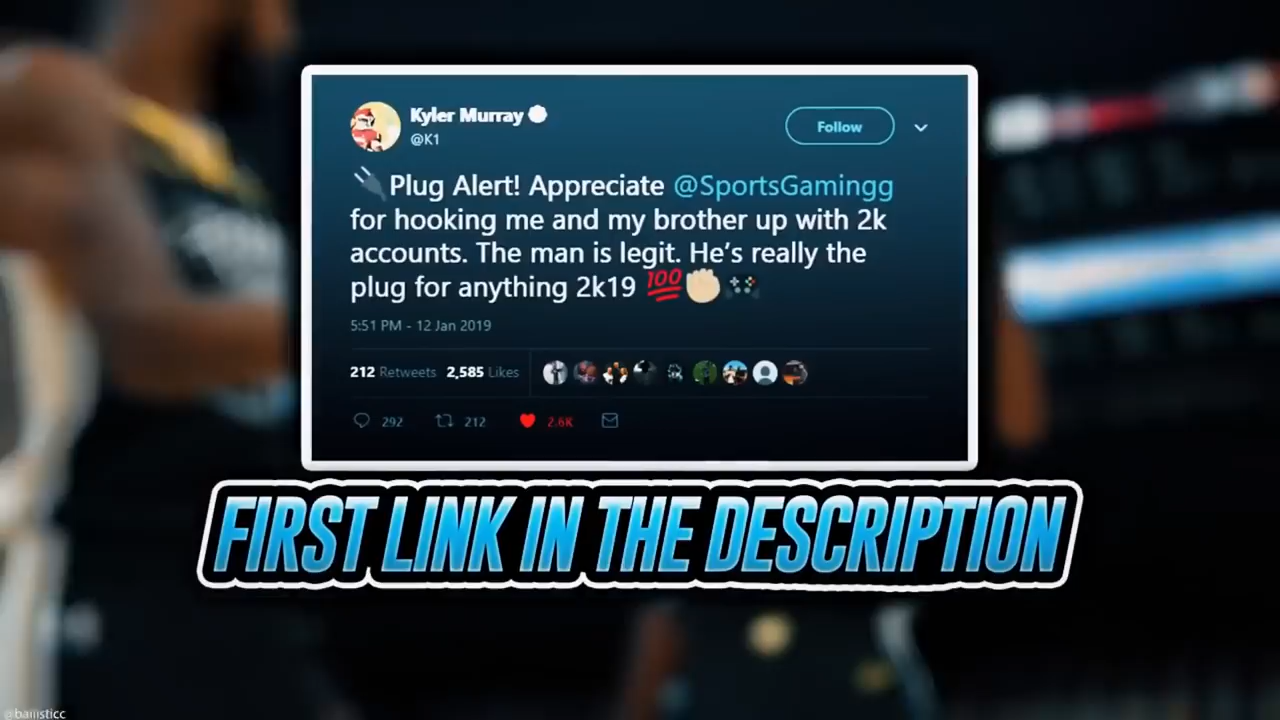 Kyler Murray
@K1
Follow
Plug Alert! Appreciate @SportsGamingg
for hooking me and my brother up with 2k
accounts. The man is legit. He’s really the
plug for anything 2k19 💯✊🏼🎮
5:51 PM - 12 Jan 2019
212 Retweets 2,585 Likes
292 212 2.6K
FIRST LINK IN THE DESCRIPTION
@ballisticc